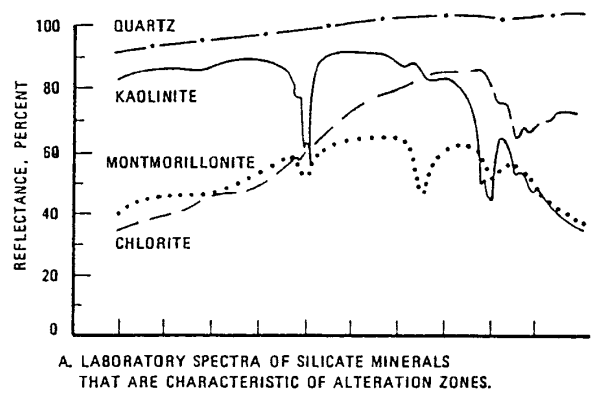 100
80
60
40
20
0
REFLECTANCE, PERCENT
QUARTZ
KAOLINITE
MONTMORILLONITE
CHLORITE
A. LABORATORY SPECTRA OF SILICATE MINERALS
THAT ARE CHARACTERISTIC OF ALTERATION ZONES.